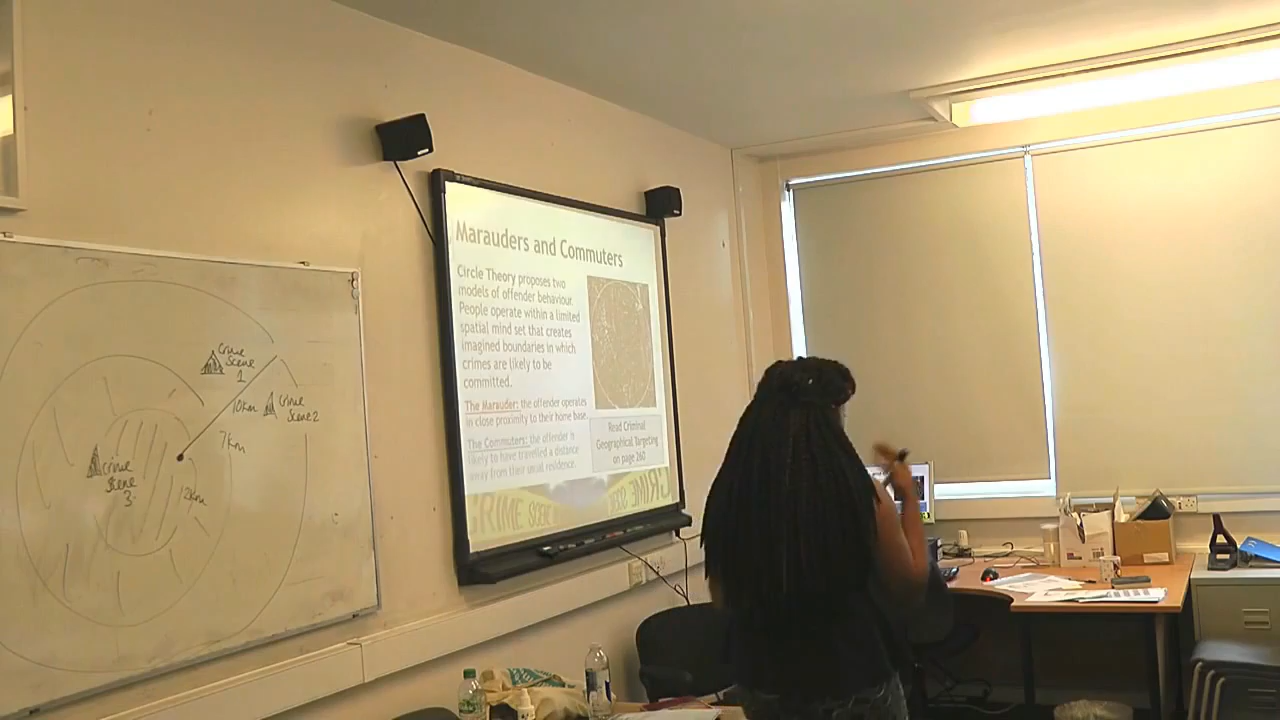 Crime
Scene
1
10km
Crime
Scene 2
7km
Crime
Scene
3
12km
Marauders and Commuters
Circle Theory proposes two
models of offender behaviour.
People operate within a limited
spatial mind set that creates
imagined boundaries in which
crimes are likely to be
committed.
The Marauder: the offender operates
in close proximity to their home base
The Commuters: the offender is
likely to have travelled a distance
away from their usual residence.
Read Criminal
Geographical Targeting
on page 260
CRIME SCENE
CRIME